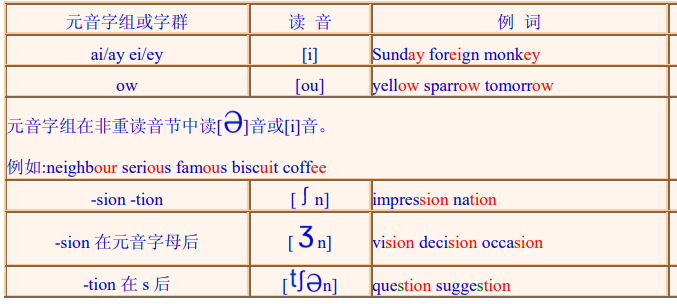 元音字组或字群 读 音 例 词
ai/ay ei/ey [i] Sunday foreign monkey
ow [ou] yellow sparrow tomorrow
元音字组在非重读音节中读[Ə]音或[i]音。
例如:neighbour serious famous biscuit coffee
-sion -tion [ ʃ n] impression nation
-sion 在元音字母后 [ ʒ n] vision decision occasion
-tion 在 s 后 [tʃƏn] question suggestion